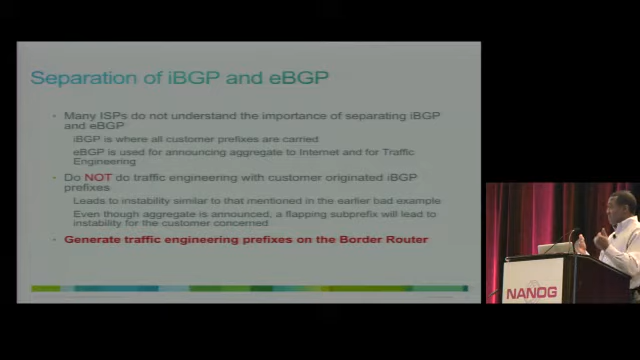 Separation of iBGP and eBGP
Many ISPs do not understand the importance of separating iBGP
and eBGP
iBGP is where all customer prefixes are carried
eBGP is used for announcing aggregate to Internet and for Traffic
Engineering
Do NOT do traffic engineering with customer originated iBGP
prefixes
Leads to instability similar to that mentioned in the earlier bad example
Even though aggregate is announced, a flapping subprefix will lead to
instability for the customer concerned
Generate traffic engineering prefixes on the Border Router
NANOG